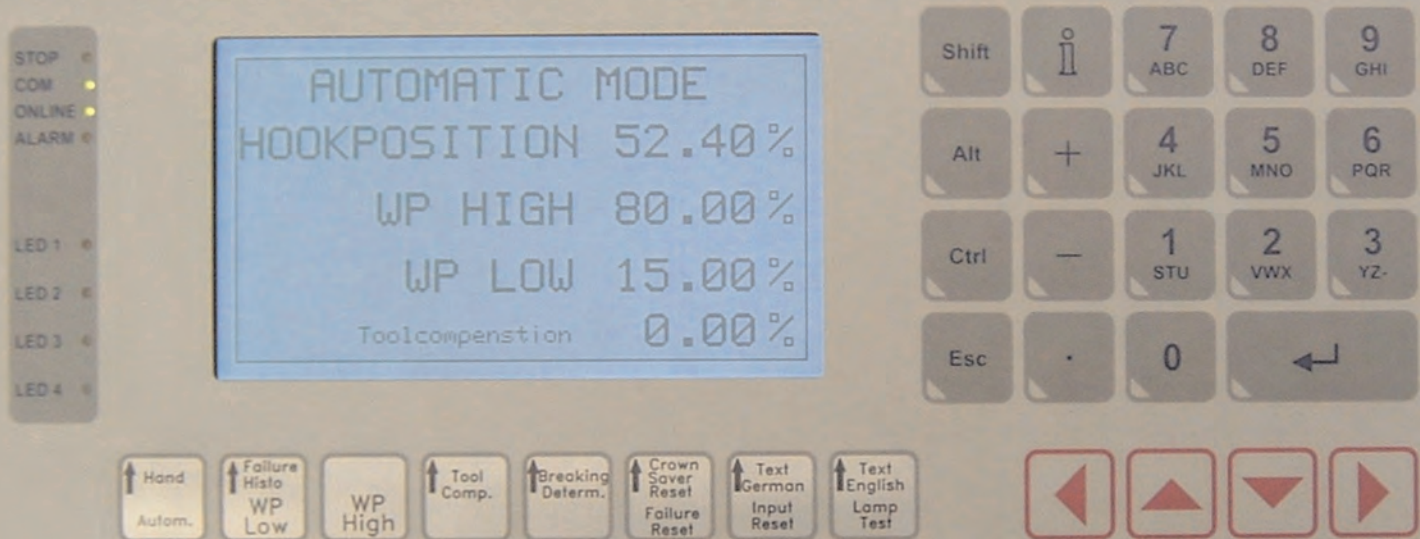 STOP
COM
ONLINE
ALARM
LED 1
LED 2
LED 3
LED 4
AUTOMATIC MODE
HOOKPOSITION 52.40%
WP HIGH 80.00%
WP LOW 15.00%
Toolcompenstion 0.00%
Shift
7
ABC
8
DEF
9
GHI
Alt
+
4
JKL
5
MNO
6
PQR
Ctrl
-
1
STU
2
VWX
3
YZ-
Esc
.
0
Hand
Autom.
Failure
Histo
WP
Low
WP
High
Tool
Comp.
Breaking
Determ.
Crown
Saver
Reset
Failure
Reset
Text
German
Input
Reset
Text
English
Lamp
Test